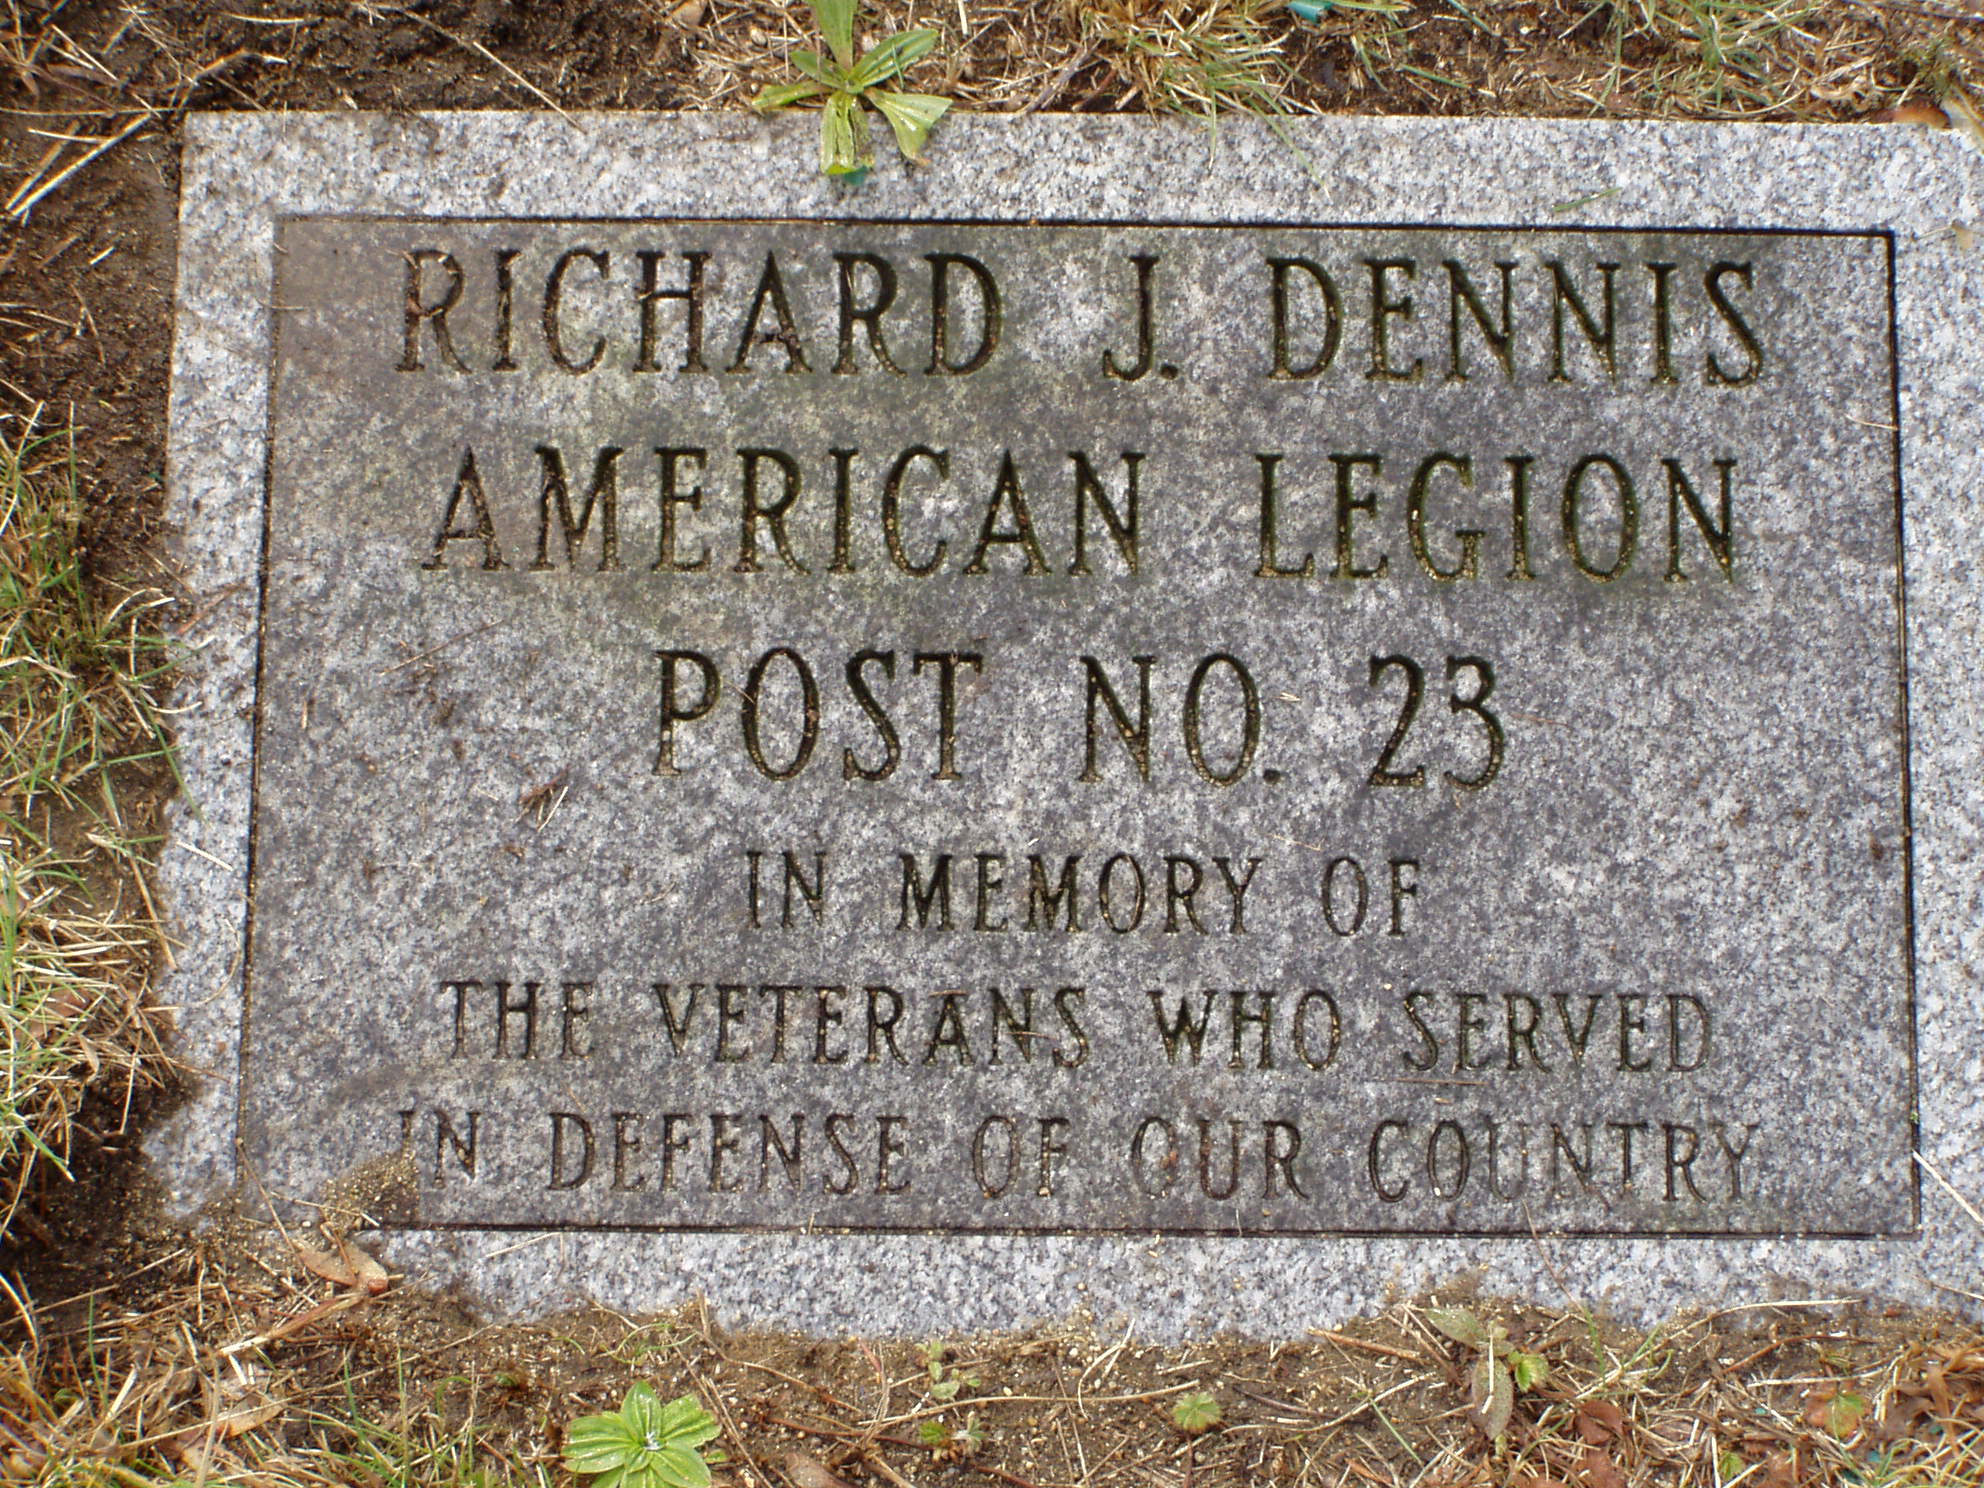 RICHARD J. DENNIS
AMERICAN LEGION
POST NO. 23
IN MEMORY OF
THE VETERANS WHO SERVED
IN DEFENSE OF OUR COUNTRY